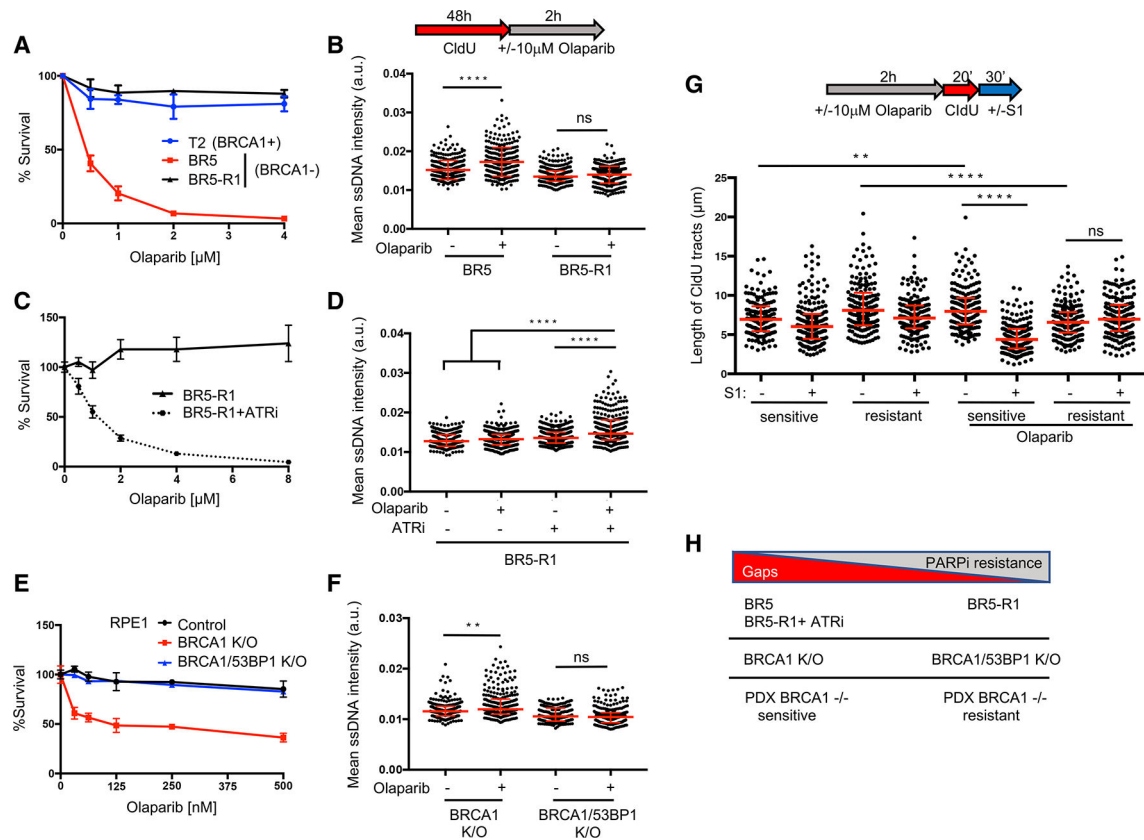 A
% Survival
100
50
0
0 1 2 3 4
Olaparib [µM]
T2 (BRCA1+)
BR5
BR5-R1
(BRCA1-)
B
48h 2h
CldU +/-10µM Olaparib
Mean ssDNA intensity (a.u.)
0.04
0.03
0.02
0.01
0.00
****
ns
Olaparib - + - +
BR5 BR5-R1
C
% Survival
150
100
50
0
0 2 4 6 8
Olaparib [µM]
BR5-R1
BR5-R1+ATRi
D
Mean ssDNA intensity (a.u.)
0.04
0.03
0.02
0.01
0.00
****
****
Olaparib - + - +
ATRi - - + +
BR5-R1
E
%Survival
150
100
50
0
0 125 250 375 500
Olaparib [nM]
RPE1
Control
BRCA1 K/O
BRCA1/53BP1 K/O
F
Mean ssDNA intensity (a.u.)
0.03
0.02
0.01
0.00
**
ns
Olaparib - + - +
BRCA1 K/O
BRCA1/53BP1 K/O
G
2h 20' 30'
+/-10µM Olaparib CldU +/-S1
Length of CldU tracts (µm)
25
20
15
10
5
0
**
****
****
ns
S1: - + - + - + - +
sensitive resistant sensitive resistant
Olaparib
H
Gaps
PARPi resistance
BR5 BR5-R1
BR5-R1+ ATRi
BRCA1 K/O BRCA1/53BP1 K/O
PDX BRCA1 -/- PDX BRCA1 -/-
sensitive resistant